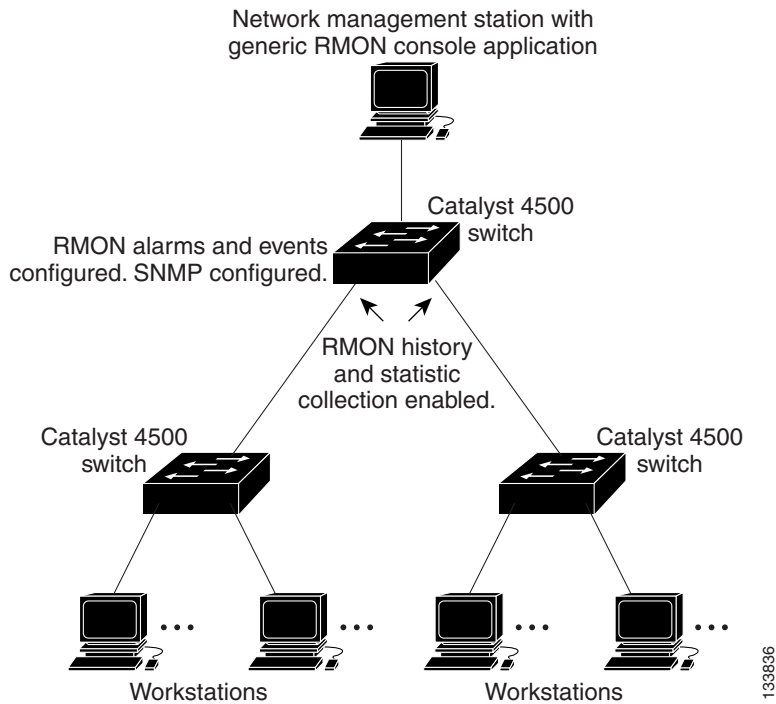 Network management station with
generic RMON console application
Catalyst 4500
switch
RMON alarms and events
configured. SNMP configured.
RMON history
and statistic
collection enabled.
Catalyst 4500
switch
Catalyst 4500
switch
Workstations
Workstations
133836